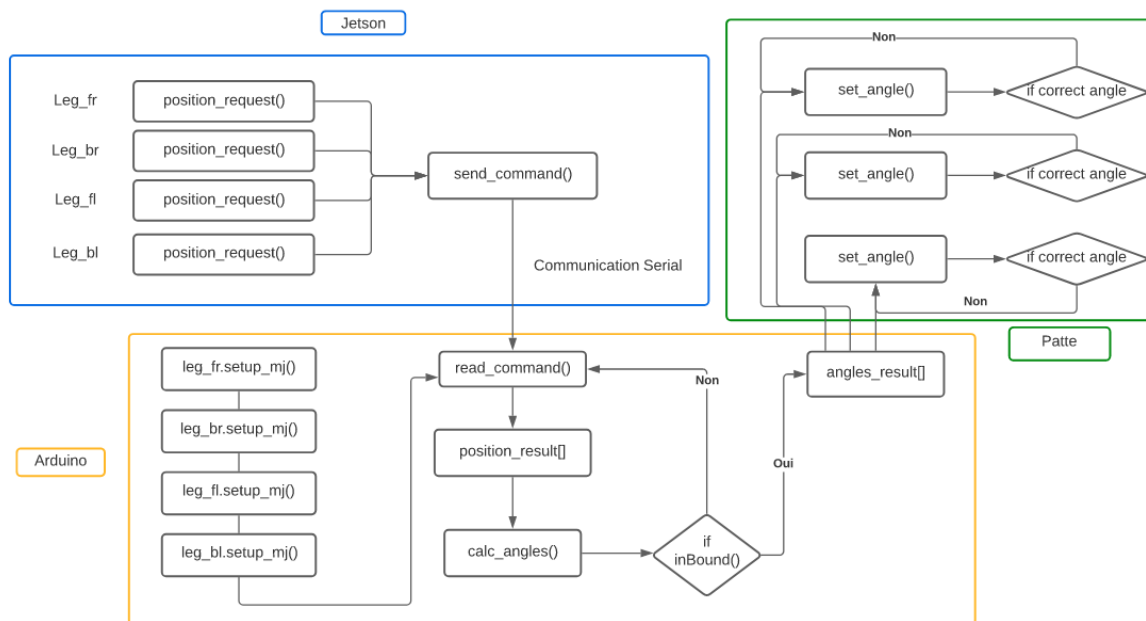 Jetson
Leg_fr
position_request()
Leg_br
position_request()
Leg_fl
position_request()
Leg_bl
position_request()
send_command()
Communication Serial
Non
set_angle()
if correct angle
Non
set_angle()
if correct angle
set_angle()
if correct angle
Non
Patte
Arduino
leg_fr.setup_mj()
leg_br.setup_mj()
leg_fl.setup_mj()
leg_bl.setup_mj()
read_command()
position_result[]
calc_angles()
if
inBound()
Non
Oui
angles_result[]